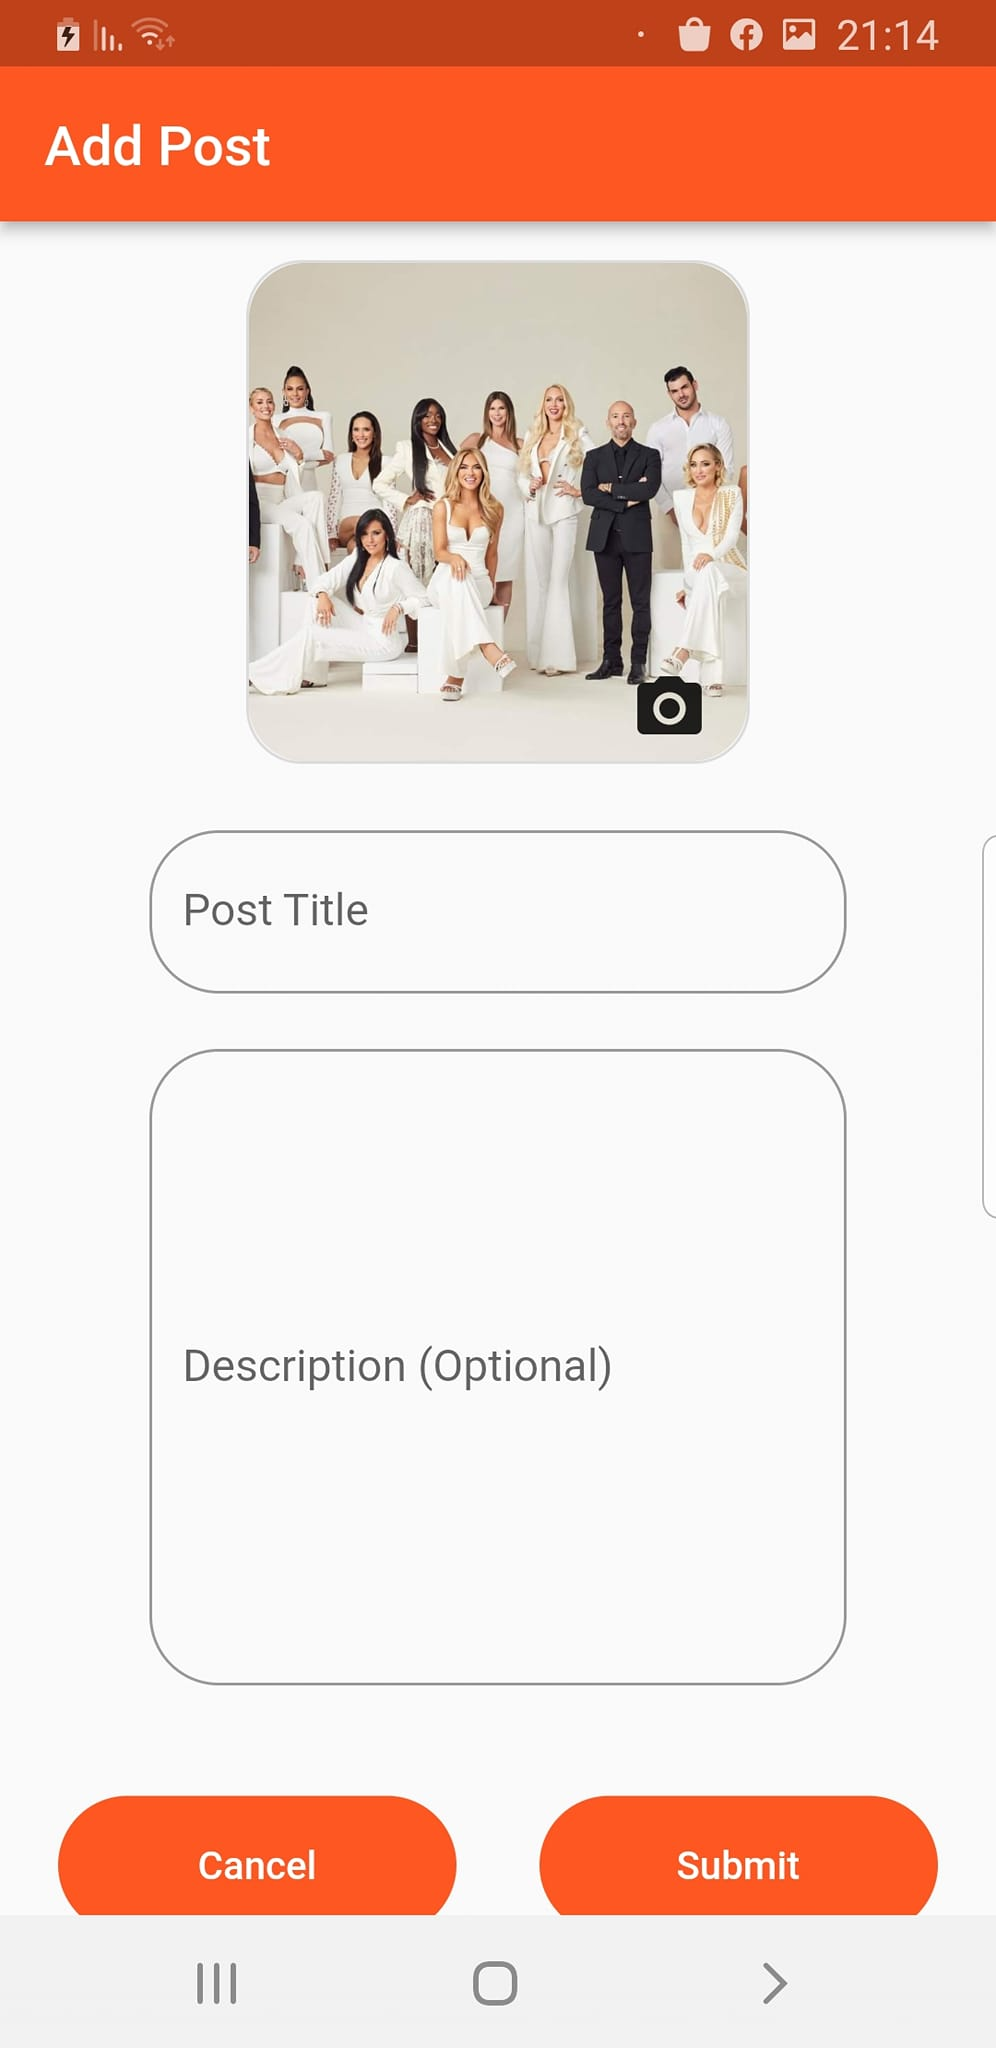 21:14
Add Post
Post Title
Description (Optional)
Cancel
Submit